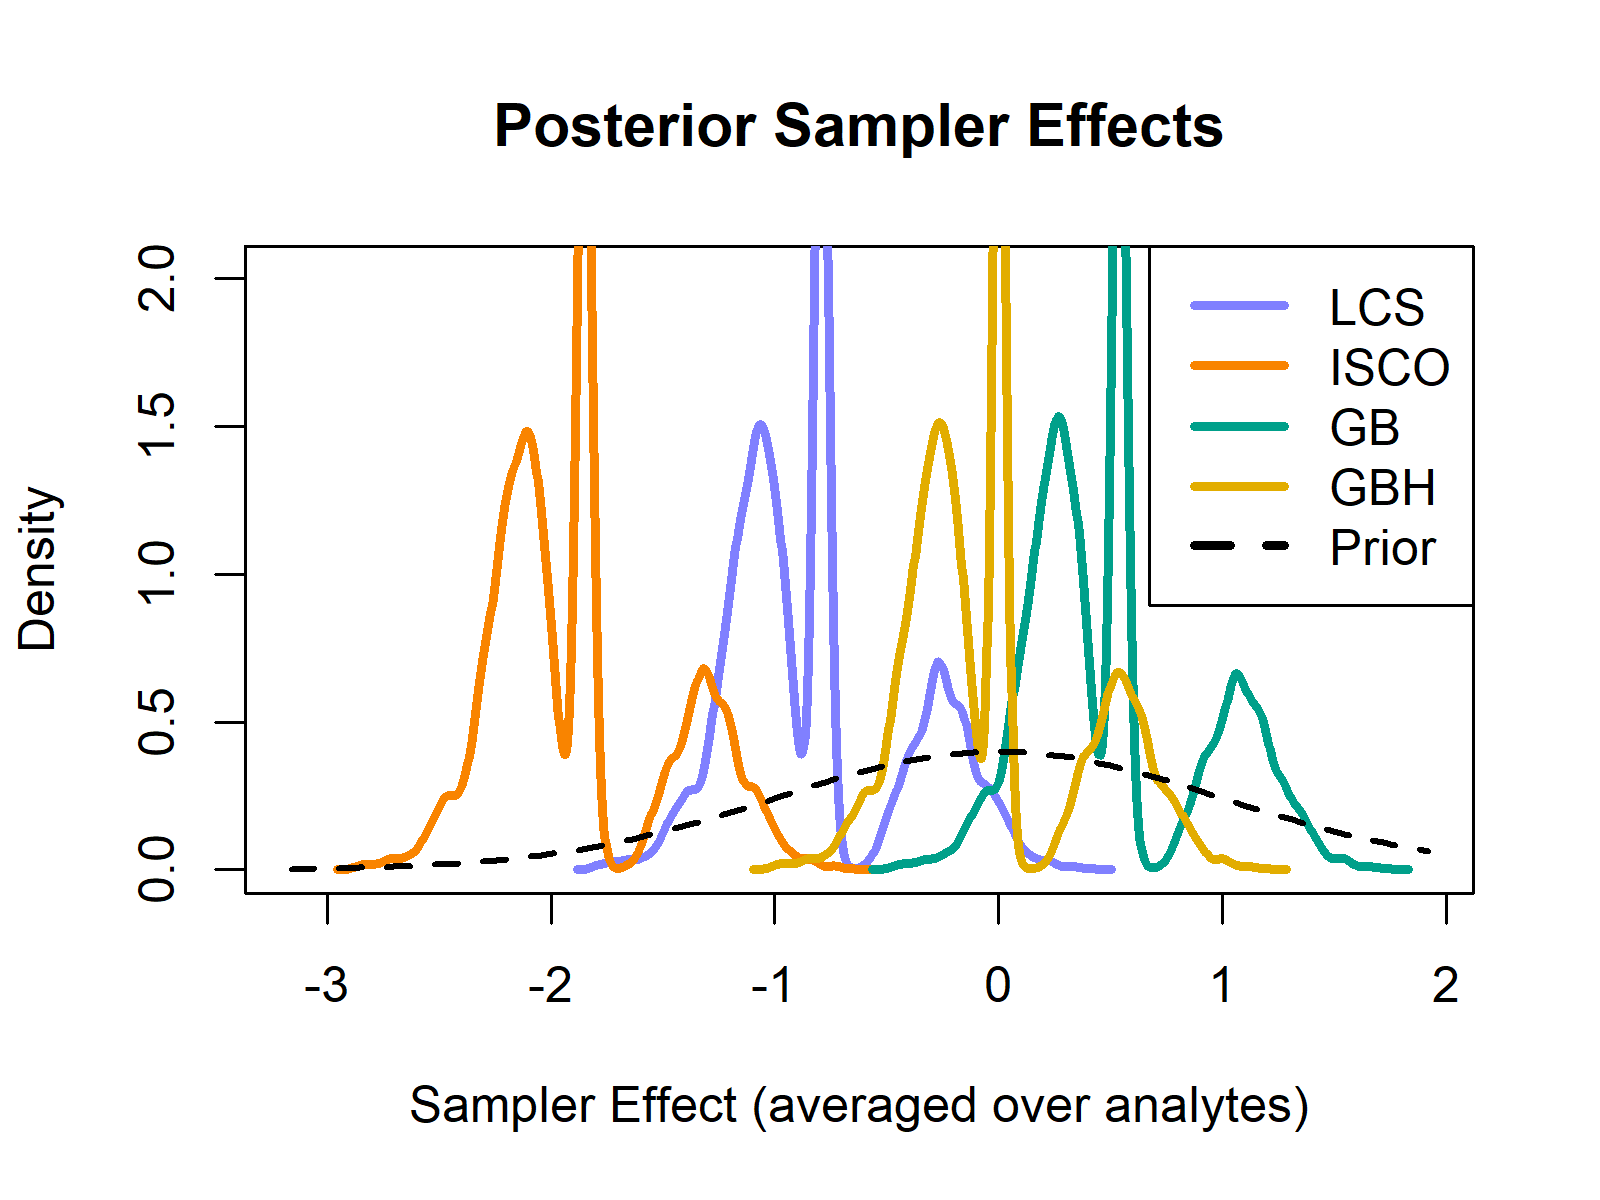 Posterior Sampler Effects
Density
2.0
1.5
1.0
0.5
0.0
LCS
ISCO
GB
GBH
Prior
-3 -2 -1 0 1 2
Sampler Effect (averaged over analytes)